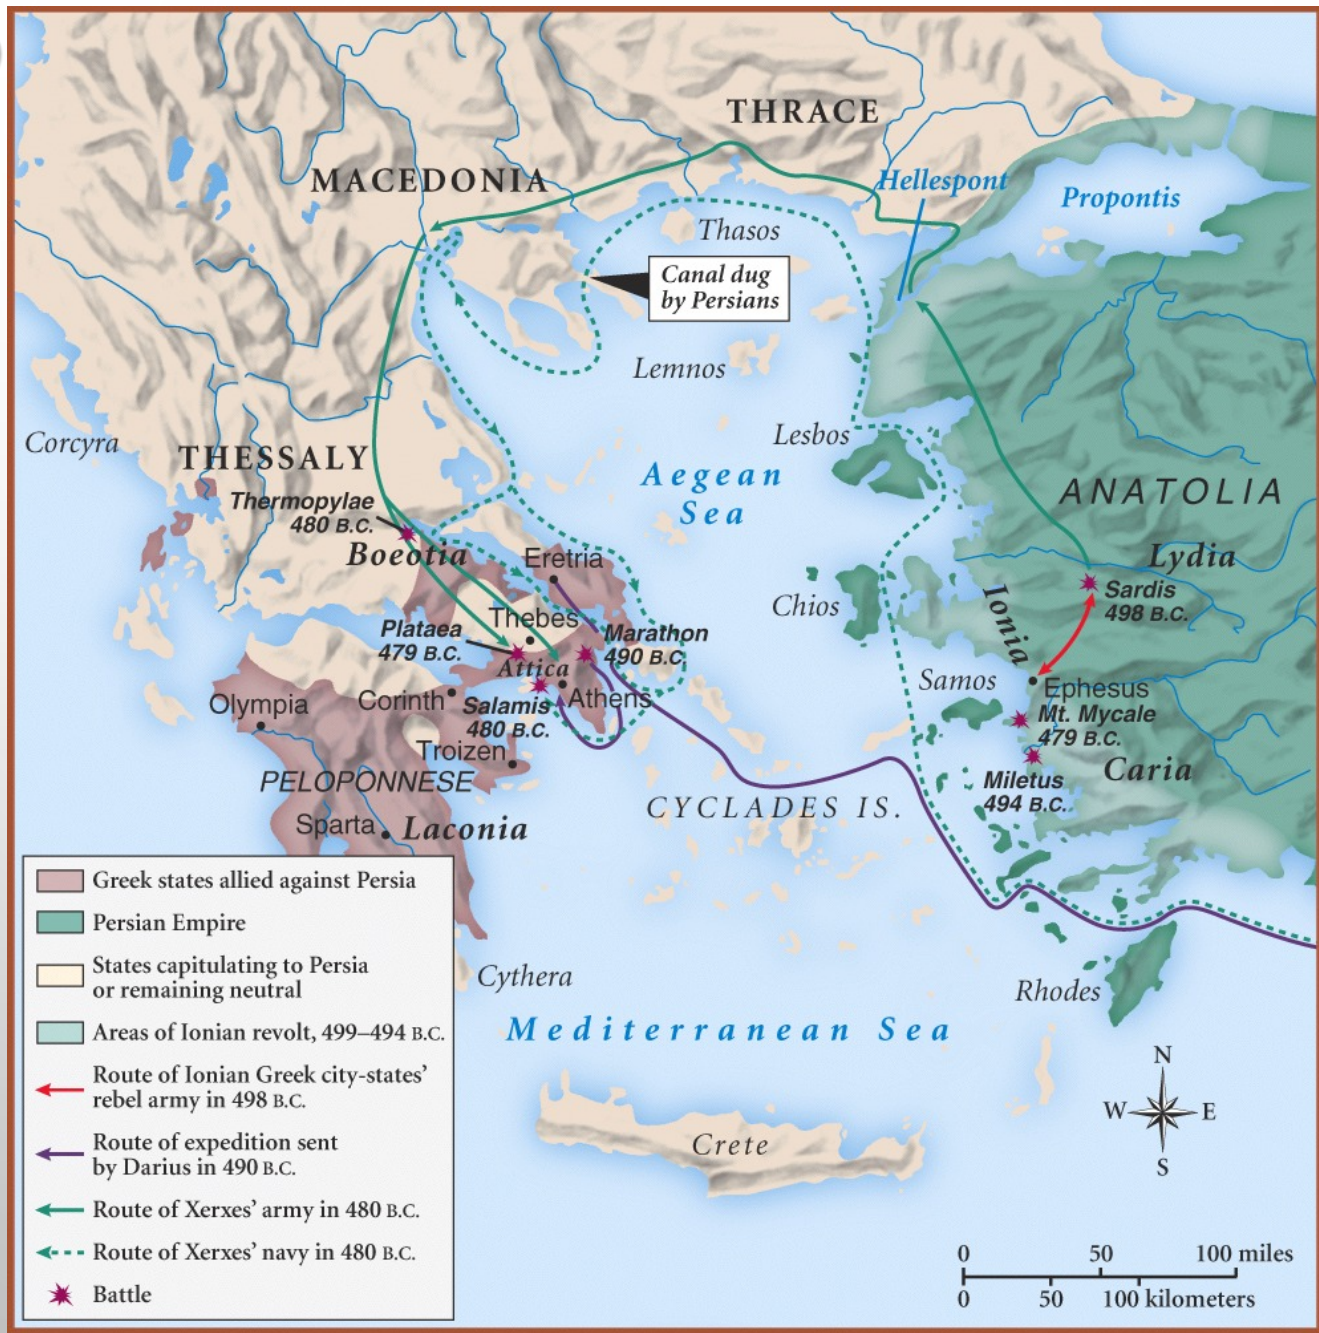 THRACE
MACEDONIA
Hellespont
Propontis
Thasos
Canal dug
by Persians
Lemnos
Corcyra
THESSALY
Lesbos
Aegean
Sea
ANATOLIA
Thermopylae
480 B.C.
Boeotia
Eretria
Lydia
Sardis
498 B.C.
Chios
Ionia
Thebes
Plataea
479 B.C.
Marathon
490 B.C.
Attica
Samos
Ephesus
Olympia
Corinth
Salamis
480 B.C.
Athens
Mt. Mycale
479 B.C.
Troizen
Miletus
494 B.C.
Caria
PELOPONNESE
CYCLADES IS.
Sparta
Laconia
Cythera
Rhodes
Mediterranean Sea
Crete
Greek states allied against Persia
Persian Empire
States capitulating to Persia
or remaining neutral
Areas of Ionian revolt, 499–494 B.C.
Route of Ionian Greek city-states’
rebel army in 498 B.C.
Route of expedition sent
by Darius in 490 B.C.
Route of Xerxes’ army in 480 B.C.
Route of Xerxes’ navy in 480 B.C.
Battle
N
W E
S
0 50 100 miles
0 50 100 kilometers